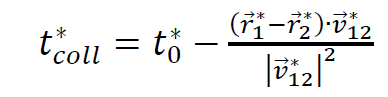 t*coll = t*0 − (r⃗*1 − r⃗*2)·v⃗*12 / |v⃗*12|²